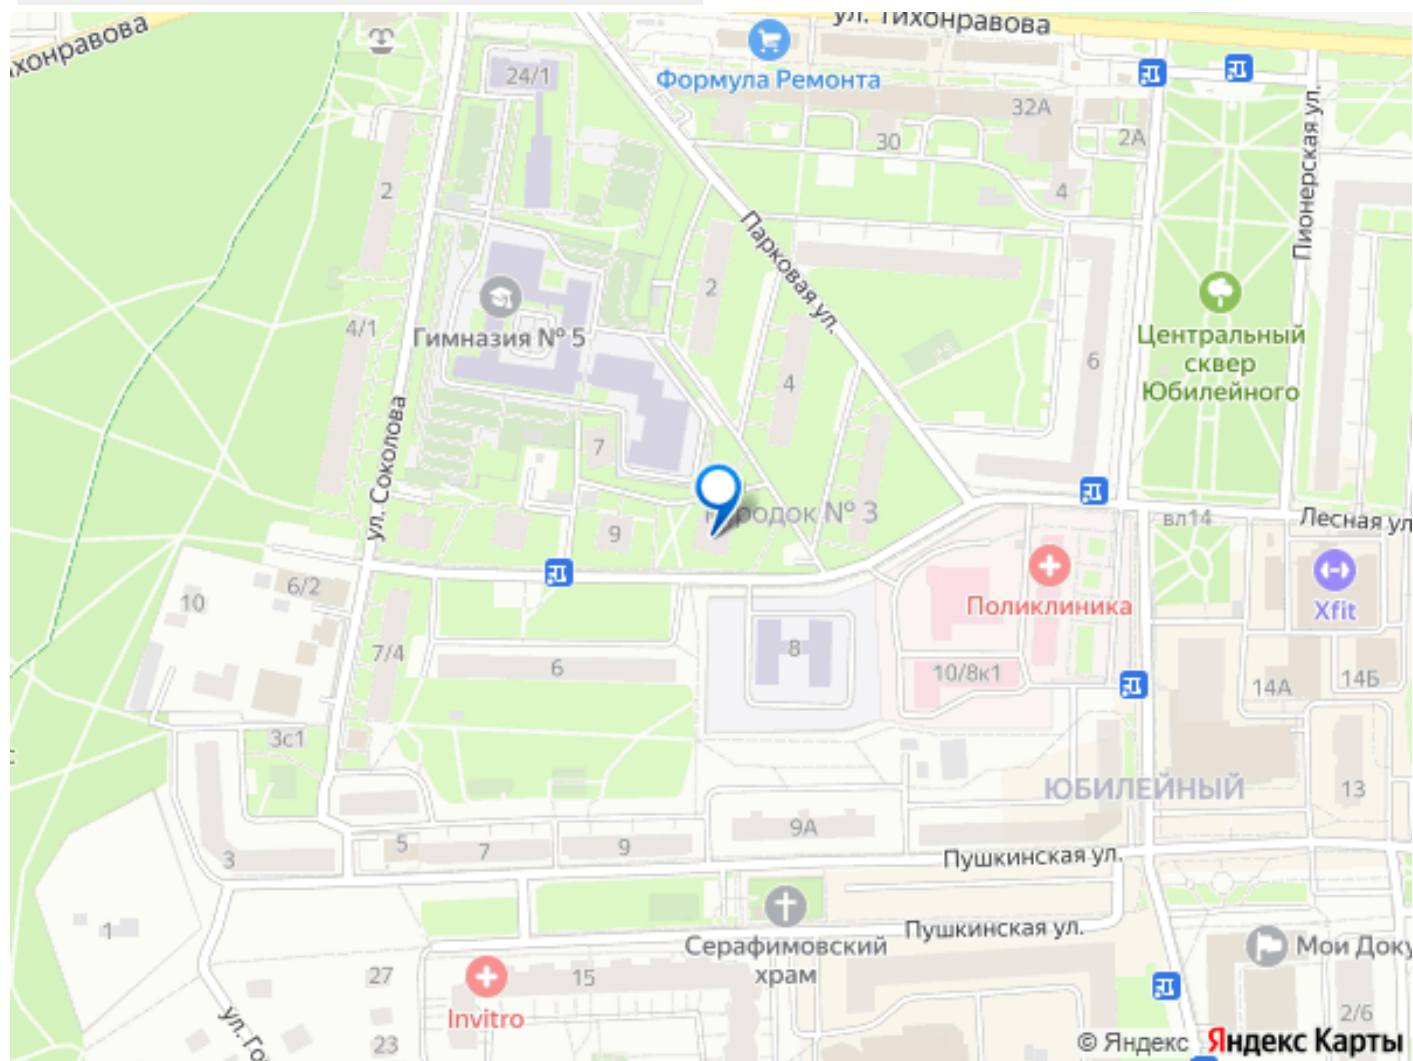 ул. Тихонравова
хонравова
24/1
Формула Ремонта
32А
30
2А
2
4
Пионерская ул.
Парковая ул.
2
Гимназия № 5
4/1
4
6
Центральный
сквер
Юбилейного
ул. Соколова
7
9
№ 3
вл14
Лесная ул
10
6/2
Поликлиника
Xfit
7/4
6
8
10/8к1
14А
14Б
3с1
ЮБИЛЕЙНЫЙ
13
9А
3
5
7
9
Пушкинская ул.
1
Пушкинская ул.
Серафимовский
храм
Мои Доку
27
15
Invitro
ул. Го
23
2/6
© Яндекс Яндекс Карты